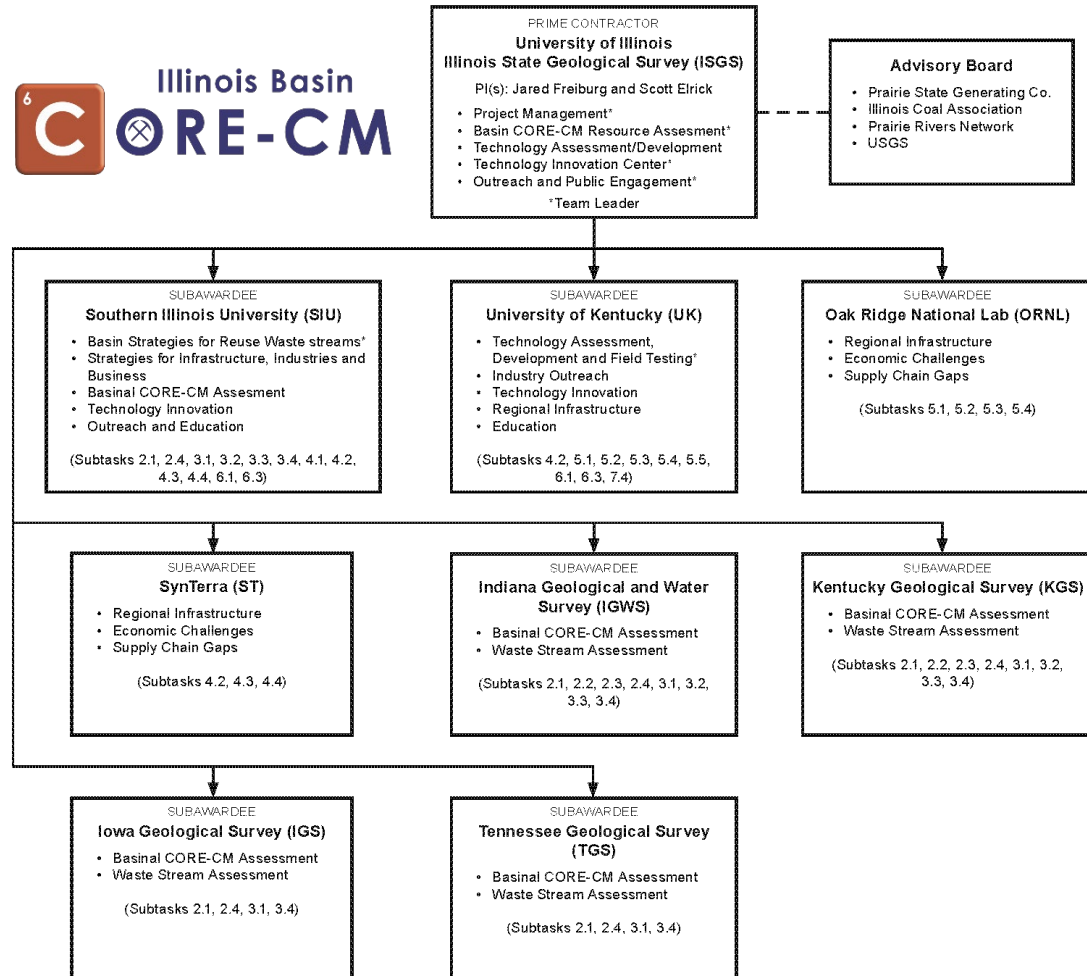 6
Illinois Basin
CORE-CM
PRIME CONTRACTOR
University of Illinois
Illinois State Geological Survey (ISGS)
PI(s): Jared Freiburg and Scott Elrick
• Project Management*
• Basin CORE-CM Resource Assesment*
• Technology Assessment/Development
• Technology Innovation Center*
• Outreach and Public Engagement*
*Team Leader
Advisory Board
• Prairie State Generating Co.
• Illinois Coal Association
• Prairie Rivers Network
• USGS
SUBAWARDEE
Southern Illinois University (SIU)
• Basin Strategies for Reuse Waste streams*
• Strategies for Infrastructure, Industries and
Business
• Basinal CORE-CM Assesment
• Technology Innovation
• Outreach and Education
(Subtasks 2.1, 2.4, 3.1, 3.2, 3.3, 3.4, 4.1, 4.2,
4.3, 4.4, 6.1, 6.3)
SUBAWARDEE
University of Kentucky (UK)
• Technology Assessment,
Development and Field Testing*
• Industry Outreach
• Technology Innovation
• Regional Infrastructure
• Education
(Subtasks 4.2, 5.1, 5.2, 5.3, 5.4, 5.5,
6.1, 6.3, 7.4)
SUBAWARDEE
Oak Ridge National Lab (ORNL)
• Regional Infrastructure
• Economic Challenges
• Supply Chain Gaps
(Subtasks 5.1, 5.2, 5.3, 5.4)
SUBAWARDEE
SynTerra (ST)
• Regional Infrastructure
• Economic Challenges
• Supply Chain Gaps
(Subtasks 4.2, 4.3, 4.4)
SUBAWARDEE
Indiana Geological and Water
Survey (IGWS)
• Basinal CORE-CM Assessment
• Waste Stream Assessment
(Subtasks 2.1, 2.2, 2.3, 2.4, 3.1, 3.2,
3.3, 3.4)
SUBAWARDEE
Kentucky Geological Survey (KGS)
• Basinal CORE-CM Assessment
• Waste Stream Assessment
(Subtasks 2.1, 2.2, 2.3, 2.4, 3.1, 3.2,
3.3, 3.4)
SUBAWARDEE
Iowa Geological Survey (IGS)
• Basinal CORE-CM Assessment
• Waste Stream Assessment
(Subtasks 2.1, 2.4, 3.1, 3.4)
SUBAWARDEE
Tennessee Geological Survey
(TGS)
• Basinal CORE-CM Assessment
• Waste Stream Assessment
(Subtasks 2.1, 2.4, 3.1, 3.4)